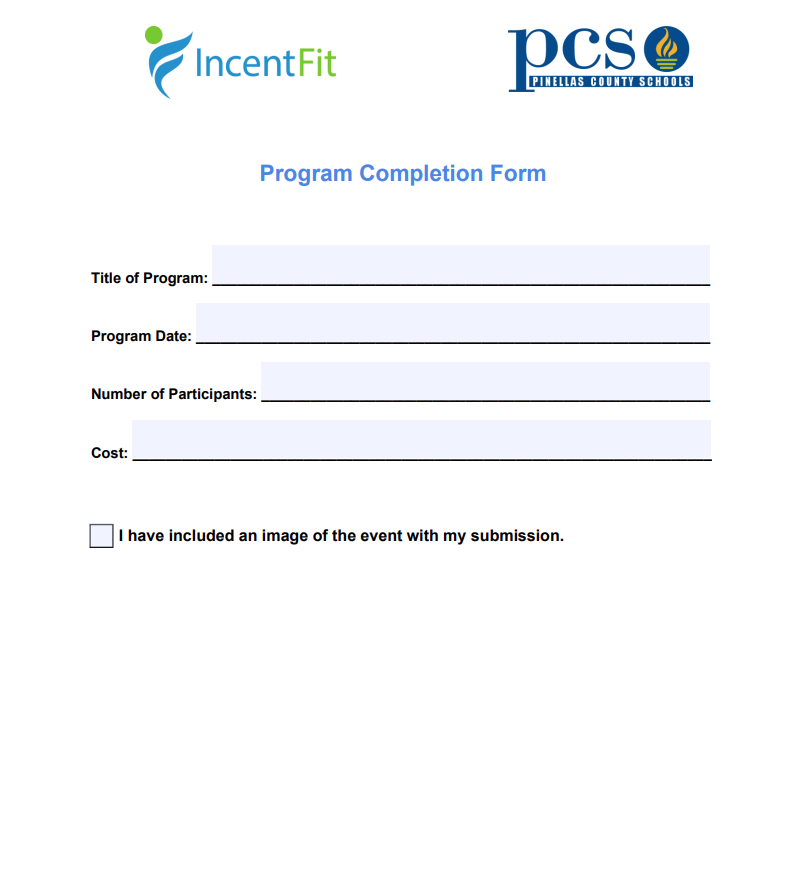 IncentFit
pcs
PINELLAS COUNTY SCHOOLS
Program Completion Form
Title of Program:
Program Date:
Number of Participants:
Cost:
I have included an image of the event with my submission.